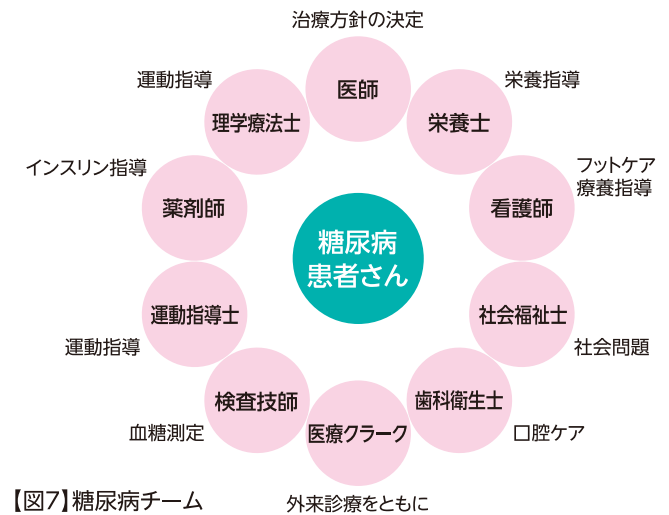 治療方針の決定
医師
運動指導
理学療法士
栄養指導
栄養士
インスリン指導
薬剤師
フットケア
療養指導
看護師
糖尿病
患者さん
運動指導士
運動指導
社会福祉士
社会問題
検査技師
血糖測定
医療クラーク
外来診療をともに
歯科衛生士
口腔ケア
【図7】糖尿病チーム